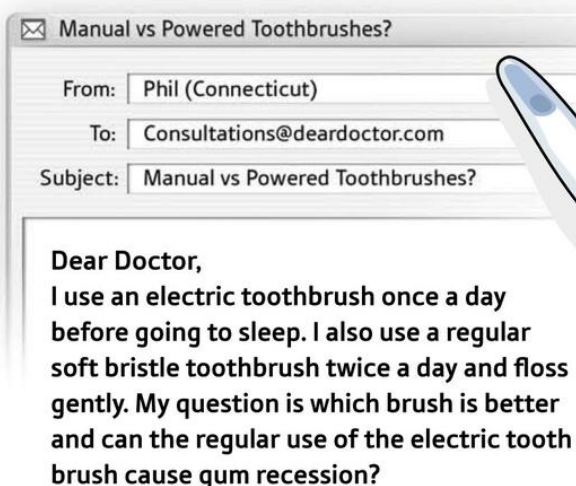 Manual vs Powered Toothbrushes?
From: Phil (Connecticut)
To: Consultations@deardoctor.com
Subject: Manual vs Powered Toothbrushes?
Dear Doctor,
I use an electric toothbrush once a day
before going to sleep. I also use a regular
soft bristle toothbrush twice a day and floss
gently. My question is which brush is better
and can the regular use of the electric tooth
brush cause gum recession?